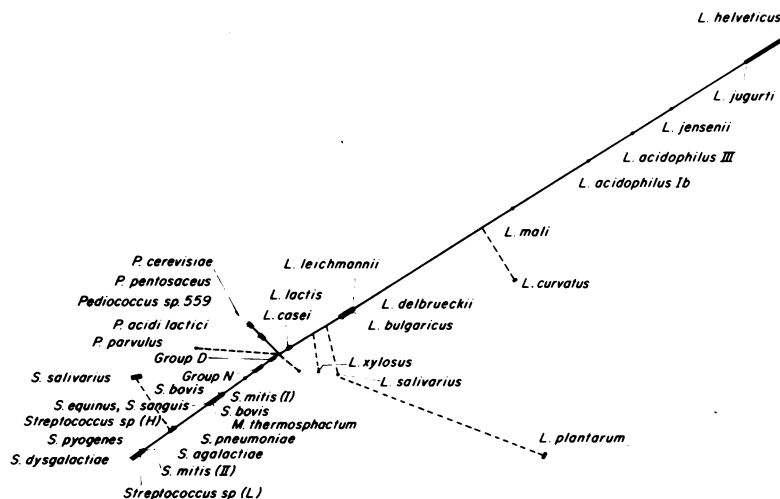 L. helveticus
L. jugurti
L. jensenii
L. acidophilus III
L. acidophilus Ib
L. mali
L. curvatus
P. cerevisiae
P. pentosaceus
Pediococcus sp. 559
P. acidi lactici
P. parvulus
L. leichmannii
L. lactis
L. casei
L. delbrueckii
L. bulgaricus
Group D
Group N
L. xylosus
L. salivarius
S. salivarius
S. bovis
S. equinus, S. sanguis
Streptococcus sp (H)
S. pyogenes
S. dysgalactiae
S. mitis (I)
S. bovis
M. thermosphactum
S. pneumoniae
S. agalactiae
S. mitis (II)
Streptococcus sp (L)
L. plantarum